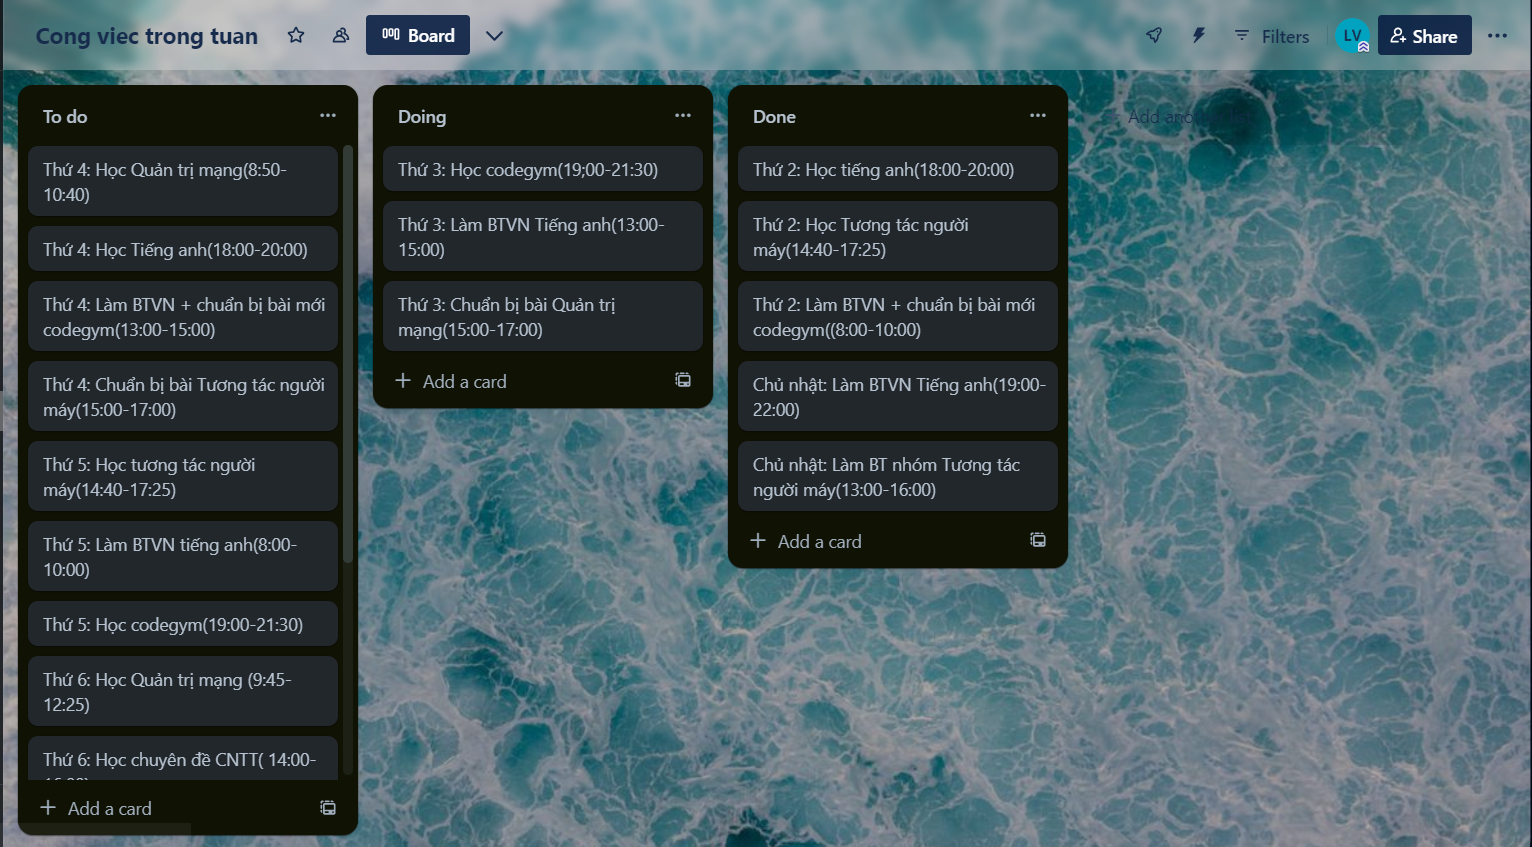 Cong viec trong tuan
Board
Filters
LV
Share
To do
Thứ 4: Học Quản trị mạng(8:50-
10:40)
Thứ 4: Học Tiếng anh(18:00-20:00)
Thứ 4: Làm BTVN + chuẩn bị bài mới
codegym(13:00-15:00)
Thứ 4: Chuẩn bị bài Tương tác người
máy(15:00-17:00)
Thứ 5: Học tương tác người
máy(14:40-17:25)
Thứ 5: Làm BTVN tiếng anh(8:00-
10:00)
Thứ 5: Học codegym(19:00-21:30)
Thứ 6: Học Quản trị mạng (9:45-
12:25)
Thứ 6: Học chuyên đề CNTT( 14:00-
Add a card
Doing
Thứ 3: Học codegym(19;00-21:30)
Thứ 3: Làm BTVN Tiếng anh(13:00-
15:00)
Thứ 3: Chuẩn bị bài Quản trị
mạng(15:00-17:00)
Add a card
Done
Thứ 2: Học tiếng anh(18:00-20:00)
Thứ 2: Học Tương tác người
máy(14:40-17:25)
Thứ 2: Làm BTVN + chuẩn bị bài mới
codegym((8:00-10:00)
Chủ nhật: Làm BTVN Tiếng anh(19:00-
22:00)
Chủ nhật: Làm BT nhóm Tương tác
người máy(13:00-16:00)
Add a card
Add another list